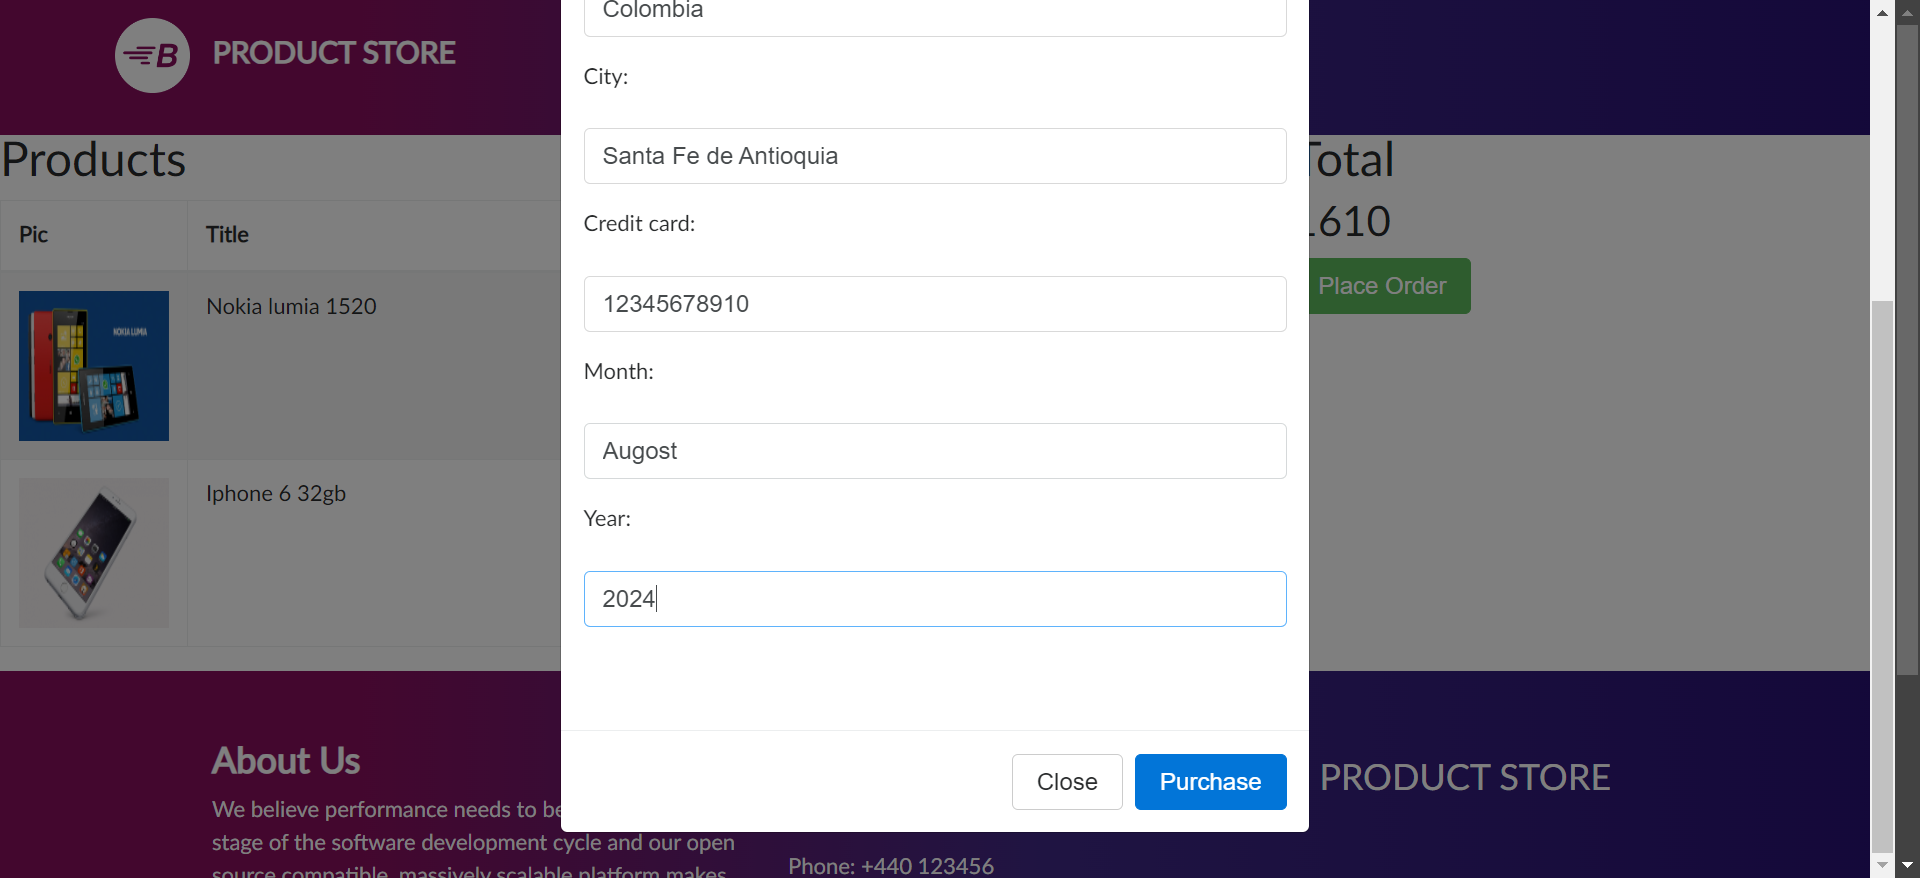 B PRODUCT STORE
Colombia
City:
Santa Fe de Antioquia
Credit card:
12345678910
Month:
Augost
Year:
2024
Close
Purchase
Products
Pic
Title
Nokia lumia 1520
NOKIA LUMIA
Iphone 6 32gb
Total
1610
Place Order
About Us
We believe performance needs to be
stage of the software development cycle and our open
source compatible, massively scalable platform makes
Phone: +440 123456
PRODUCT STORE